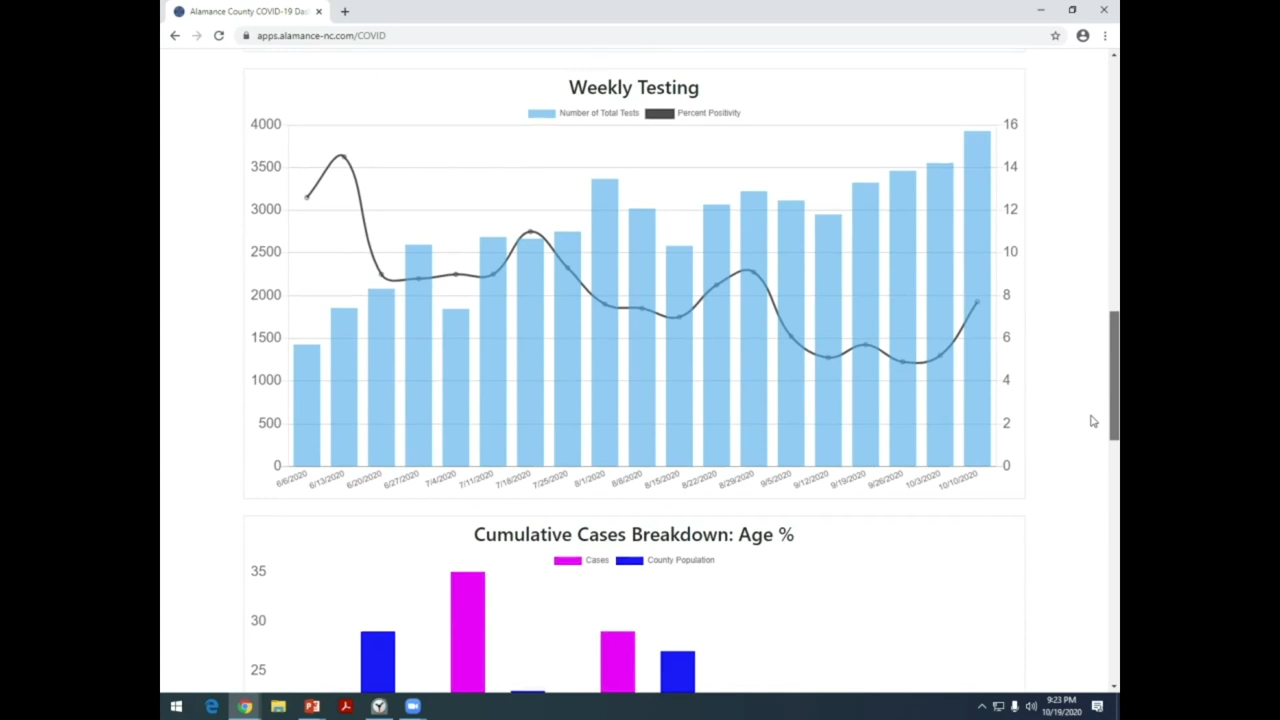 Alamance County COVID-19 Das
apps.alamance-nc.com/COVID
Weekly Testing
Number of Total Tests Percent Positivity
4000 16
3500 14
3000 12
2500 10
2000 8
1500 6
1000 4
500 2
0 0
6/6/2020 6/13/2020 6/20/2020 6/27/2020 7/4/2020 7/11/2020 7/18/2020 7/25/2020 8/1/2020 8/8/2020 8/15/2020 8/22/2020 8/29/2020 9/5/2020 9/12/2020 9/19/2020 9/26/2020 10/3/2020 10/10/2020
Cumulative Cases Breakdown: Age %
Cases County Population
35
30
25
9:23 PM
10/19/2020